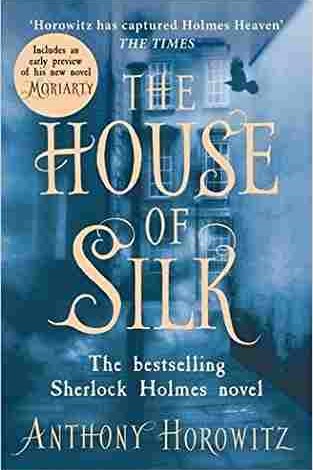 'Horowitz has captured Holmes Heaven'
THE TIMES
Includes an
early preview
of his new novel
MORIARTY
THE
HOUSE
OF
SILK
The bestselling
Sherlock Holmes novel
ANTHONY HOROWITZ